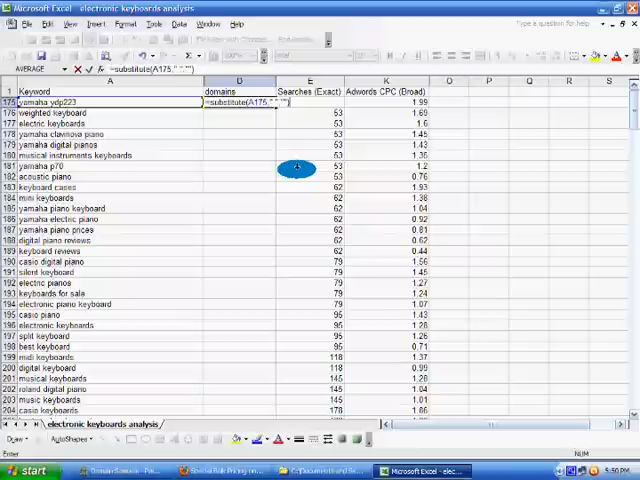 Microsoft Excel - electronic keyboards analysis
File Edit View Insert Format Tools Data Window Help
Type a question for help
AVERAGE =substitute(A175," ","")
A D E K O P Q R S
1 Keyword domains Searches (Exact) Adwords CPC (Broad)
175 yamaha ydp223 =substitute(A175," ","") 1.99
176 weighted keyboard 53 1.69
177 electric keyboards 53 1.6
178 yamaha clavinova piano 53 1.45
179 yamaha digital pianos 53 1.43
180 musical instruments keyboards 53 1.35
181 yamaha p70 53 1.2
182 acoustic piano 53 0.76
183 keyboard cases 62 1.93
184 mini keyboards 62 1.38
185 yamaha piano keyboard 62 1.04
186 yamaha electric piano 62 0.92
187 yamaha piano prices 62 0.81
188 digital piano reviews 62 0.62
189 keyboard reviews 62 0.44
190 casio digital piano 79 1.56
191 silent keyboard 79 1.45
192 electric pianos 79 1.27
193 keyboards for sale 79 1.24
194 electronic piano keyboard 79 1.07
195 casio piano 95 1.43
196 electronic keyboards 95 1.28
197 split keyboard 95 1.26
198 best keyboard 95 0.71
199 midi keyboards 118 1.37
200 digital keyboard 118 0.99
201 musical keyboards 145 1.28
202 roland digital piano 145 1.04
203 music keyboards 145 1.01
204 casio keyboards 178 1.86
electronic keyboards analysis
Draw AutoShapes
Enter NUM
start Domain Samurai - Microsoft Excel - elec... 5:50 PM